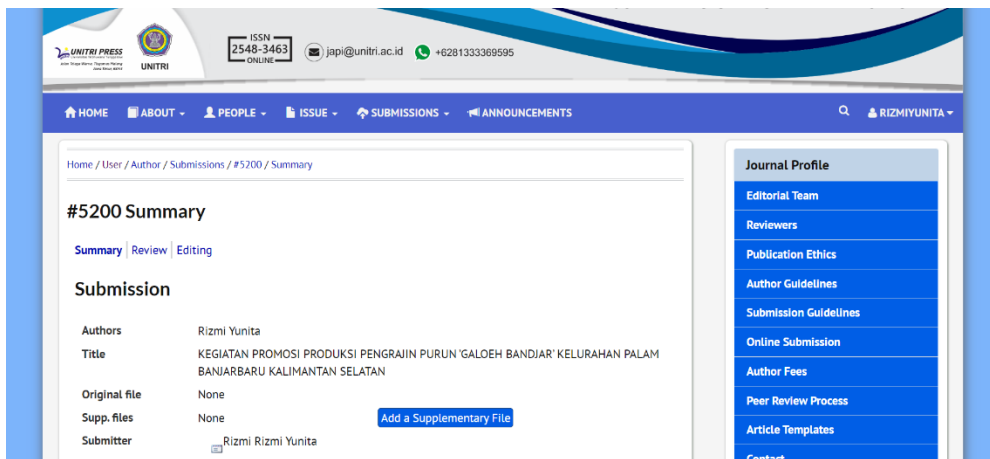 UNITRI PRESS
UNITRI
ISSN
2548-3463
ONLINE
japi@unitri.ac.id
+6281333369595
HOME ABOUT PEOPLE ISSUE SUBMISSIONS ANNOUNCEMENTS RIZMIYUNITA
Home / User / Author / Submissions / #5200 / Summary
#5200 Summary
Summary Review Editing
Submission
Authors Rizmi Yunita
Title KEGIATAN PROMOSI PRODUKSI PENGRAJIN PURUN 'GALOEH BANDJAR' KELURAHAN PALAM
BANJARBARU KALIMANTAN SELATAN
Original file None
Supp. files None Add a Supplementary File
Submitter Rizmi Rizmi Yunita
Journal Profile
Editorial Team
Reviewers
Publication Ethics
Author Guidelines
Submission Guidelines
Online Submission
Author Fees
Peer Review Process
Article Templates
Contact